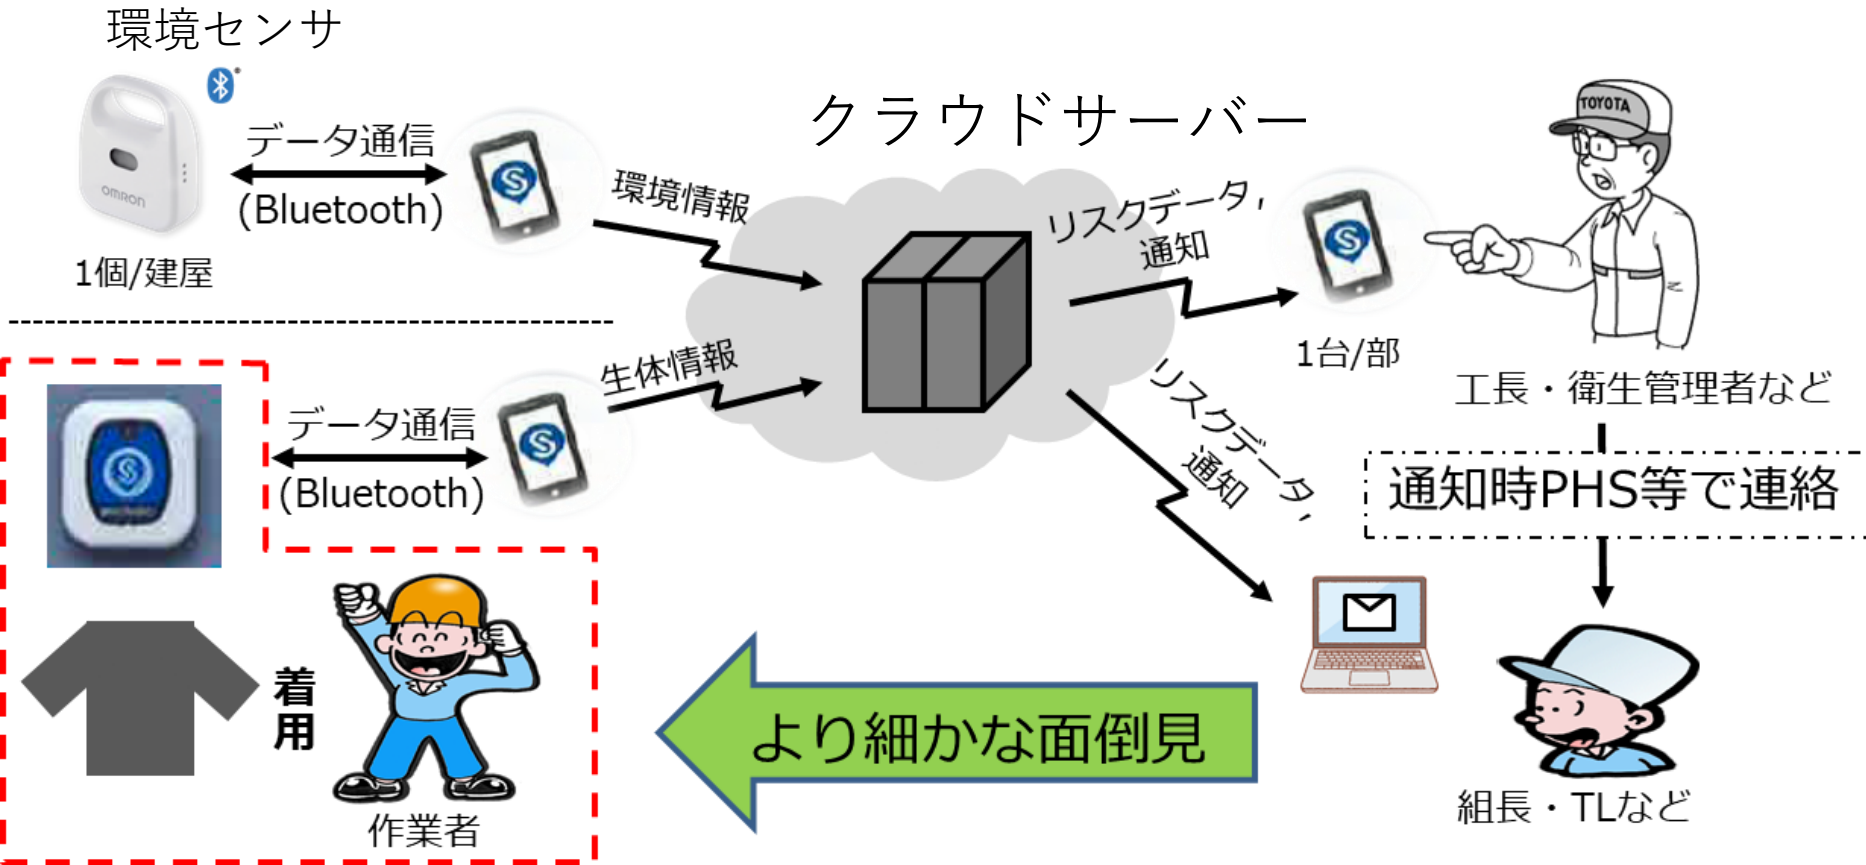 環境センサ
omron
データ通信
(Bluetooth)
1個/建屋
環境情報
クラウドサーバー
リスクデータ,
通知
TOYOTA
1台/部
工長・衛生管理者など
通知時PHS等で連絡
組長・TLなど
データ通信
(Bluetooth)
生体情報
リスクデータ,
通知
着用
作業者
より細かな面倒見